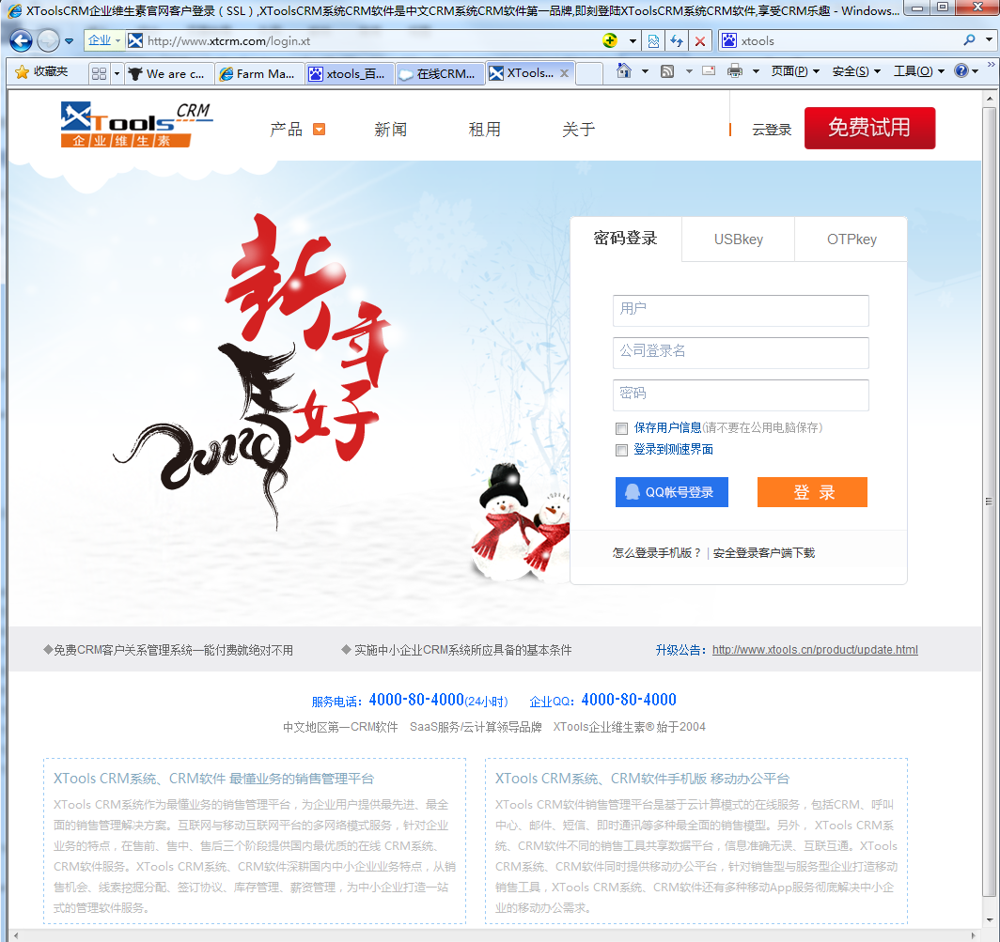 XToolsCRM企业维生素官网客户登录（SSL）,XToolsCRM系统CRM软件是中文CRM系统CRM软件第一品牌,即刻登陆XToolsCRM系统CRM软件,享受CRM乐趣 - Windows...
企业 http://www.xtcrm.com/login.xt xtools
收藏夹 We are c... Farm Ma... xtools_百... 在线CRM... XTools... 页面(P) 安全(S) 工具(O)
XTools CRM
企业维生素
产品 新闻 租用 关于 云登录 免费试用
新年好
2014
密码登录 USBkey OTPkey
用户
公司登录名
密码
保存用户信息(请不要在公用电脑保存)
登录到测速界面
QQ帐号登录 登 录
怎么登录手机版？ | 安全登录客户端下载
◆免费CRM客户关系管理系统—能付费就绝对不用 ◆ 实施中小企业CRM系统所应具备的基本条件 升级公告：http://www.xtools.cn/product/update.html
服务电话：4000-80-4000(24小时) 企业QQ：4000-80-4000
中文地区第一CRM软件 SaaS服务/云计算领导品牌 XTools企业维生素® 始于2004
XTools CRM系统、CRM软件 最懂业务的销售管理平台
XTools CRM系统作为最懂业务的销售管理平台，为企业用户提供最先进、最全
面的销售管理解决方案。互联网与移动互联网平台的多网络模式服务，针对企业
业务的特点，在售前、售中、售后三个阶段提供国内最优质的在线 CRM系统、
CRM软件服务。XTools CRM系统、CRM软件深耕国内中小企业业务特点，从销
售机会、线索挖掘分配、签订协议、库存管理、薪资管理，为中小企业打造一站
式的管理软件服务。
XTools CRM系统、CRM软件手机版 移动办公平台
XTools CRM软件销售管理平台是基于云计算模式的在线服务，包括CRM、呼叫
中心、邮件、短信、即时通讯等多种最全面的销售模型。另外， XTools CRM系
统、CRM软件不同的销售工具共享数据平台，信息准确无误、互联互通。XTools
CRM系统、CRM软件同时提供移动办公平台，针对销售型与服务型企业打造移动
销售工具，XTools CRM系统、CRM软件还有多种移动App服务彻底解决中小企
业的移动办公需求。